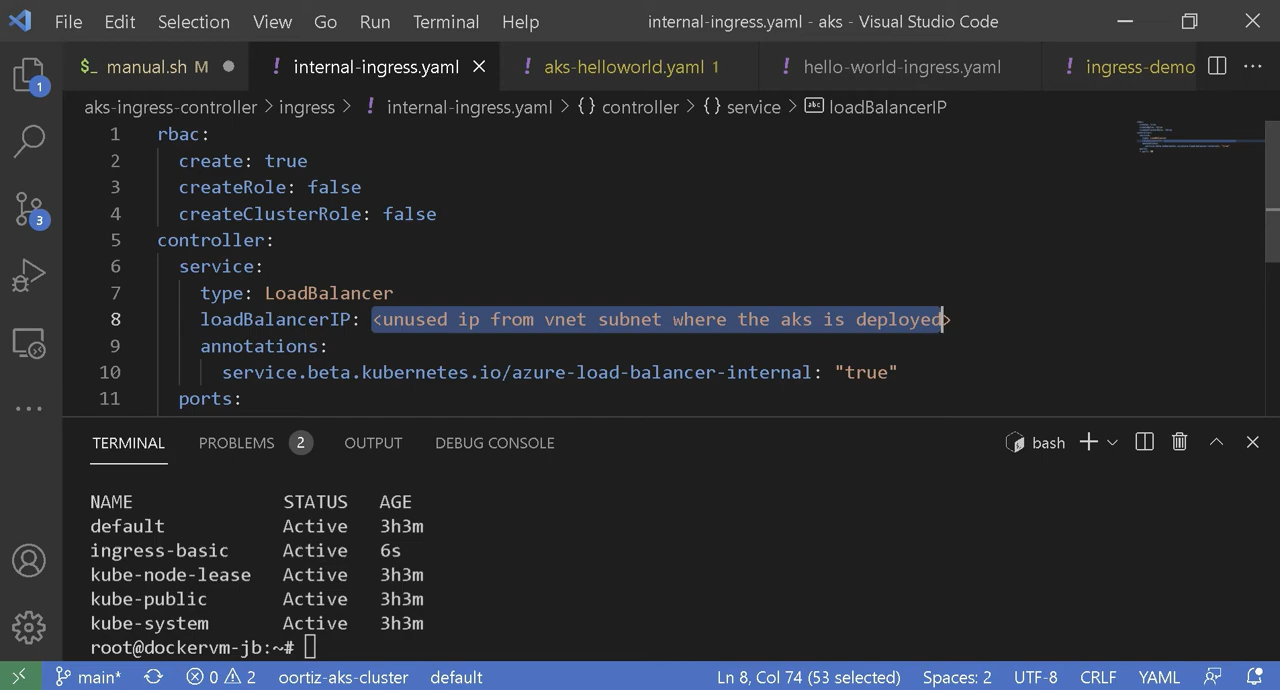 File Edit Selection View Go Run Terminal Help internal-ingress.yaml - aks - Visual Studio Code
$_ manual.sh M ! internal-ingress.yaml ! aks-helloworld.yaml 1 ! hello-world-ingress.yaml ! ingress-demo
aks-ingress-controller > ingress > ! internal-ingress.yaml > {} controller > {} service > abc loadBalancerIP
1 rbac:
2 create: true
3 createRole: false
4 createClusterRole: false
5 controller:
6 service:
7 type: LoadBalancer
8 loadBalancerIP: <unused ip from vnet subnet where the aks is deployed>
9 annotations:
10 service.beta.kubernetes.io/azure-load-balancer-internal: "true"
11 ports:
1
3
TERMINAL PROBLEMS 2 OUTPUT DEBUG CONSOLE bash
NAME STATUS AGE
default Active 3h3m
ingress-basic Active 6s
kube-node-lease Active 3h3m
kube-public Active 3h3m
kube-system Active 3h3m
root@dockervm-jb:~#
main* 0 2 oortiz-aks-cluster default Ln 8, Col 74 (53 selected) Spaces: 2 UTF-8 CRLF YAML